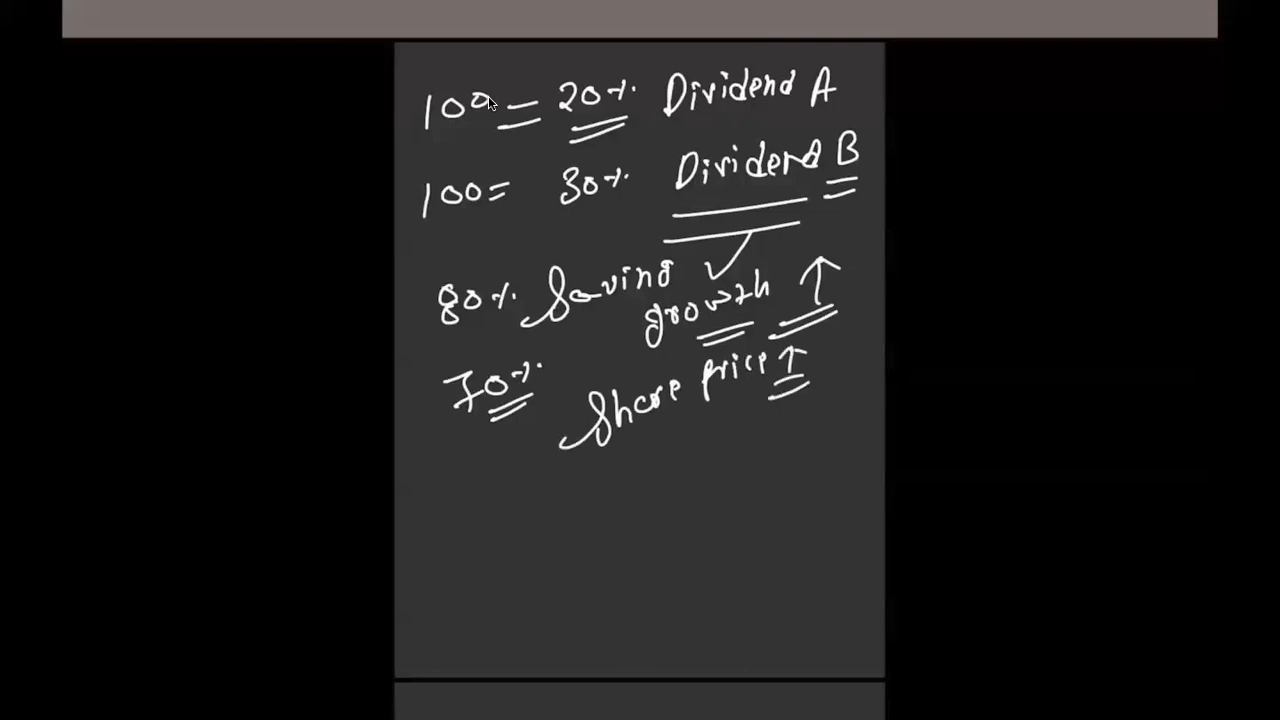 100 = 20% Dividend A
100 = 30% Dividend B
80% Saving
growth ↑
70% Share price ↑